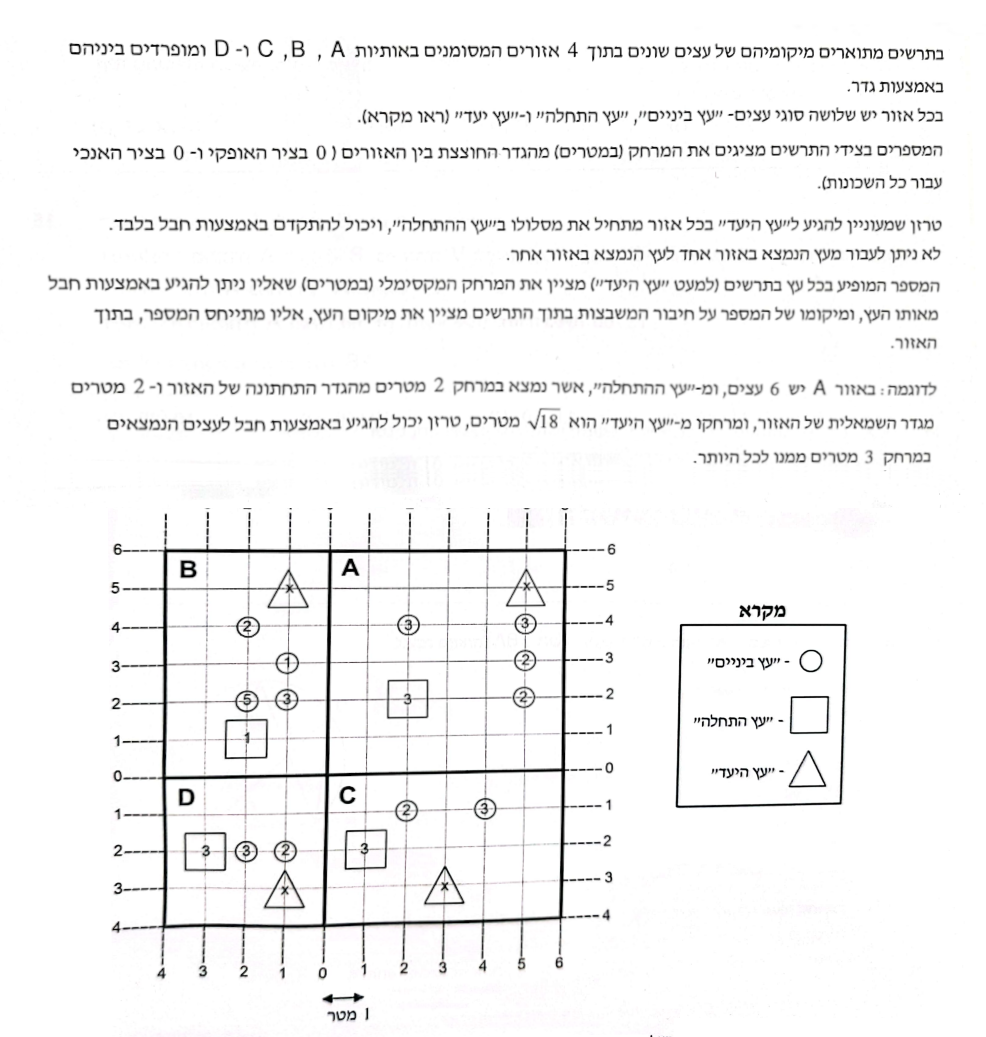 בתרשים מתוארים מיקומיהם של עצים שונים בתוך 4 אזורים המסומנים באותיות A , B, C ו- D ומופרדים ביניהם
באמצעות גדר.
בכל אזור יש שלושה סוגי עצים- ״עץ ביניים״, ״עץ התחלה״ ו-״עץ יעד״ (ראו מקרא).
המספרים בצידי התרשים מציגים את המרחק (במטרים) מהגדר החוצצת בין האזורים ( 0 בציר האופקי ו- 0 בציר האנכי
עבור כל השכונות).
טרזן שמעוניין להגיע ל״עץ היעד״ בכל אזור מתחיל את מסלולו ב״עץ ההתחלה״, ויכול להתקדם באמצעות חבל בלבד.
לא ניתן לעבור מעץ הנמצא באזור אחד לעץ הנמצא באזור אחר.
המספר המופיע בכל עץ בתרשים (למעט ״עץ היעד״) מציין את המרחק המקסימלי (במטרים) שאליו ניתן להגיע באמצעות חבל
מאותו העץ, ומיקומו של המספר על חיבור המשבצות בתוך התרשים מציין את מיקום העץ, אליו מתייחס המספר, בתוך
האזור.
לדוגמה: באזור A יש 6 עצים, ומ-״עץ ההתחלה״, אשר נמצא במרחק 2 מטרים מהגדר התחתונה של האזור ו- 2 מטרים
מגדר השמאלית של האזור, ומרחקו מ-״עץ היעד״ הוא √18 מטרים, טרזן יכול להגיע באמצעות חבל לעצים הנמצאים
במרחק 3 מטרים ממנו לכל היותר.
6 6
B A
5 x x 5
4 2 3 3 4
3 1 2 3
2 5 3 3 2 2
1 1 1
0 0
D C
1 2 3 1
2 3 3 2 3 2
3 x x 3
4 4
4 3 2 1 0 1 2 3 4 5 6
1 מטר
מקרא
- ״עץ ביניים״
- ״עץ התחלה״
- ״עץ היעד״